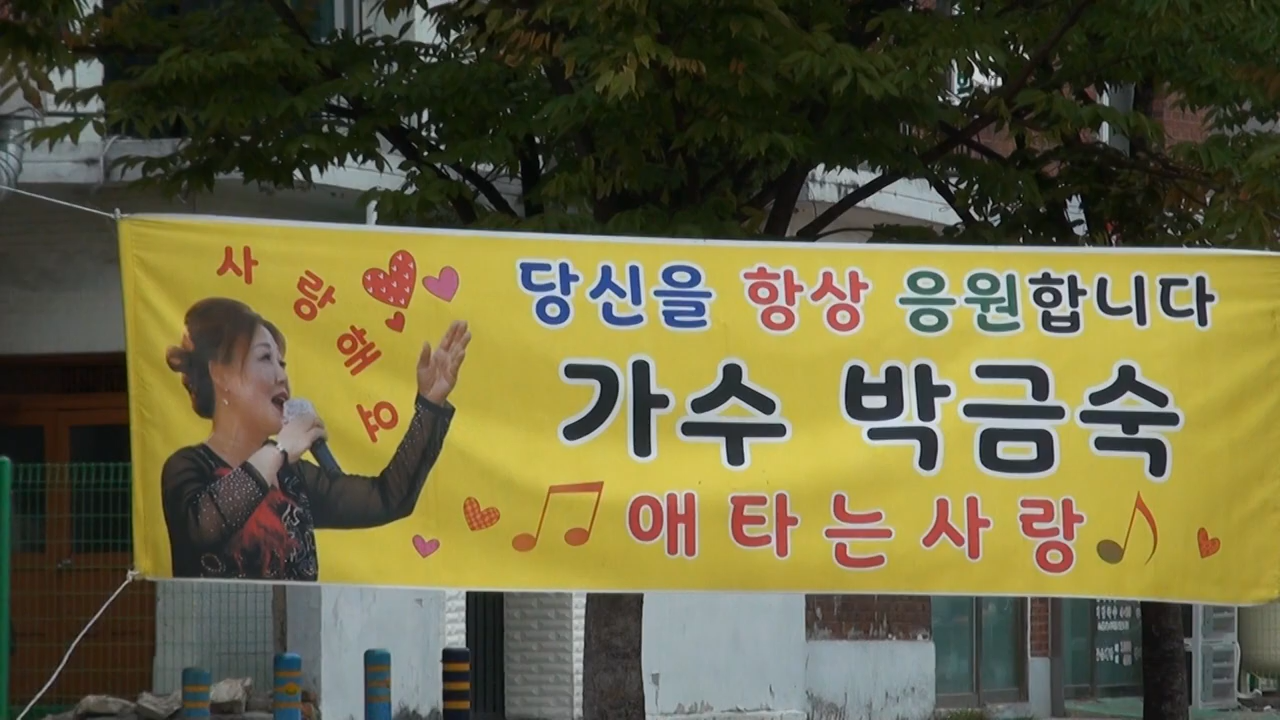 사랑해요
당신을 항상 응원합니다
가수 박금숙
애타는사랑